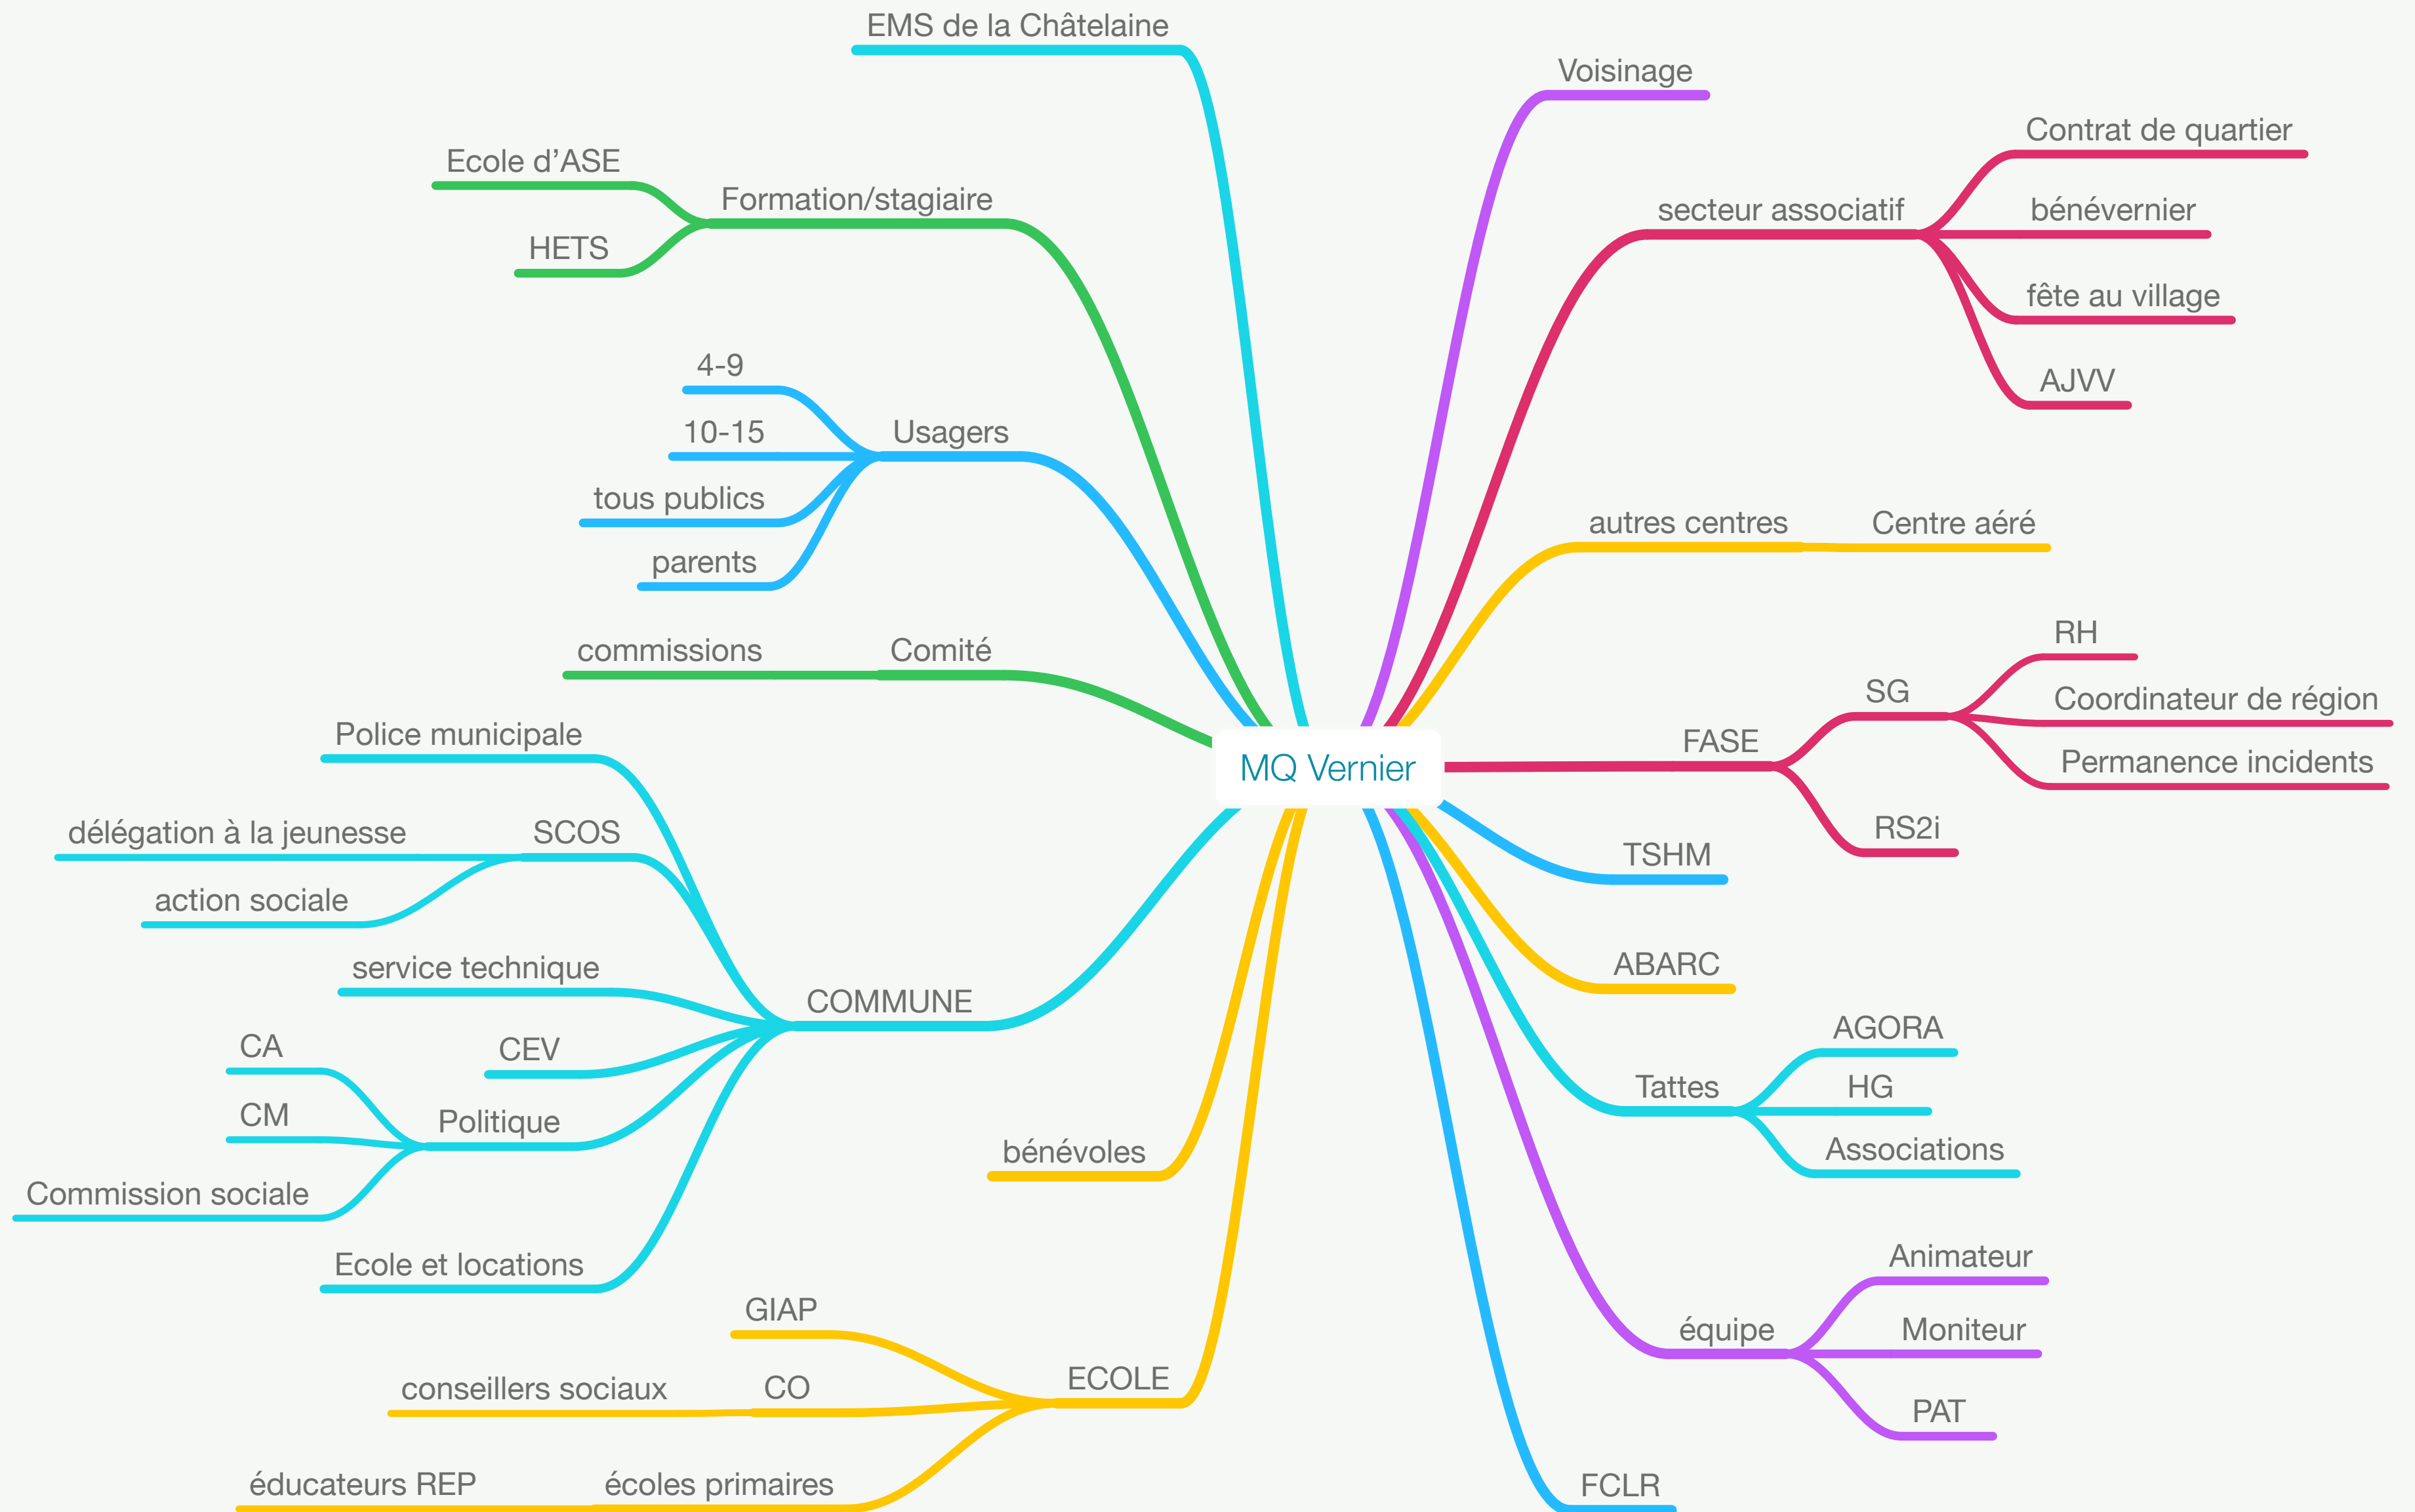 EMS de la Châtelaine
Ecole d’ASE
Formation/stagiaire
HETS
4-9
10-15
Usagers
tous publics
parents
commissions
Comité
Police municipale
délégation à la jeunesse
SCOS
action sociale
service technique
COMMUNE
CEV
CA
CM
Politique
Commission sociale
Ecole et locations
bénévoles
GIAP
conseillers sociaux
CO
ECOLE
éducateurs REP
écoles primaires
MQ Vernier
Voisinage
Contrat de quartier
secteur associatif
bénévernier
fête au village
AJVV
autres centres
Centre aéré
RH
SG
Coordinateur de région
FASE
Permanence incidents
RS2i
TSHM
ABARC
AGORA
Tattes
HG
Associations
Animateur
équipe
Moniteur
PAT
FCLR